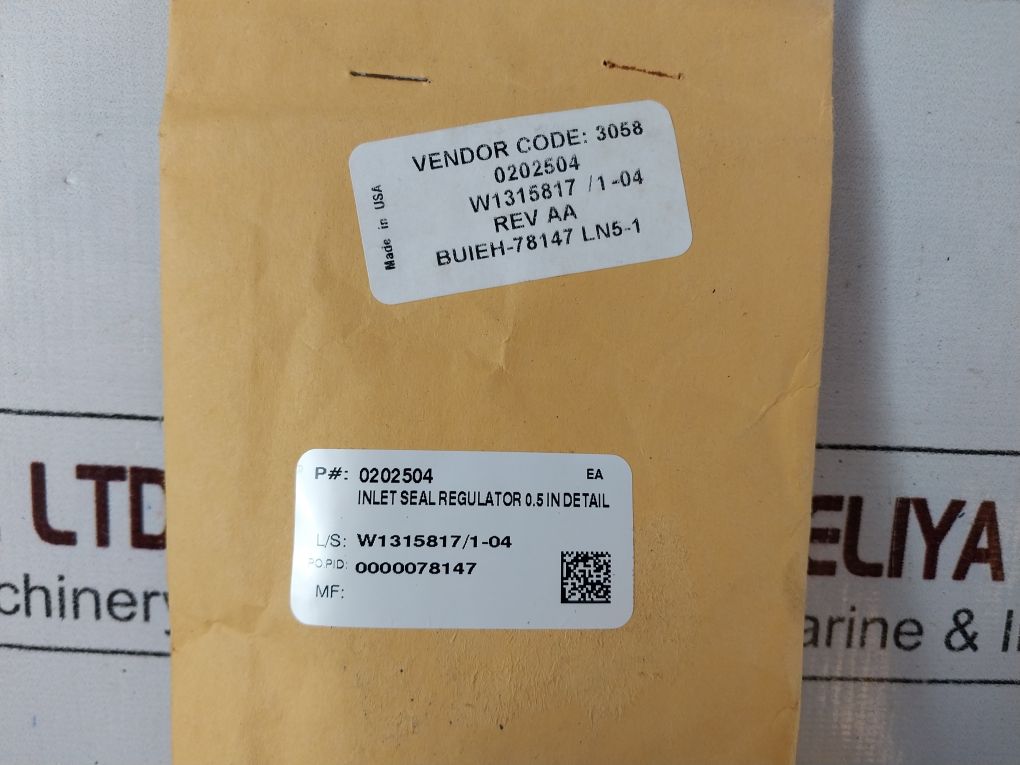 VENDOR CODE: 3058
0202504
W1315817 /1-04
REV AA
BUIEH-78147 LN5-1
Made in USA
P#: 0202504 EA
INLET SEAL REGULATOR 0.5 IN DETAIL
L/S: W1315817/1-04
PO.PID: 0000078147
MF:
LTD
ELIYA
chinery
arine & I